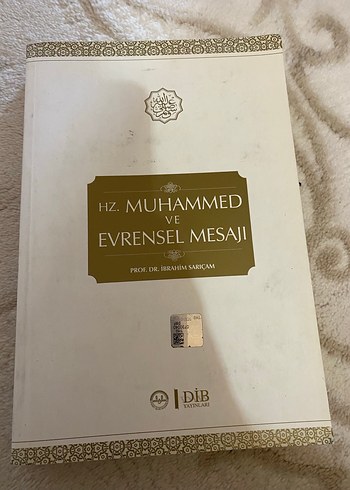 HZ. MUHAMMED
VE
EVRENSEL MESAJI
PROF. DR. İBRAHİM SARIÇAM
DİB
YAYINLARI